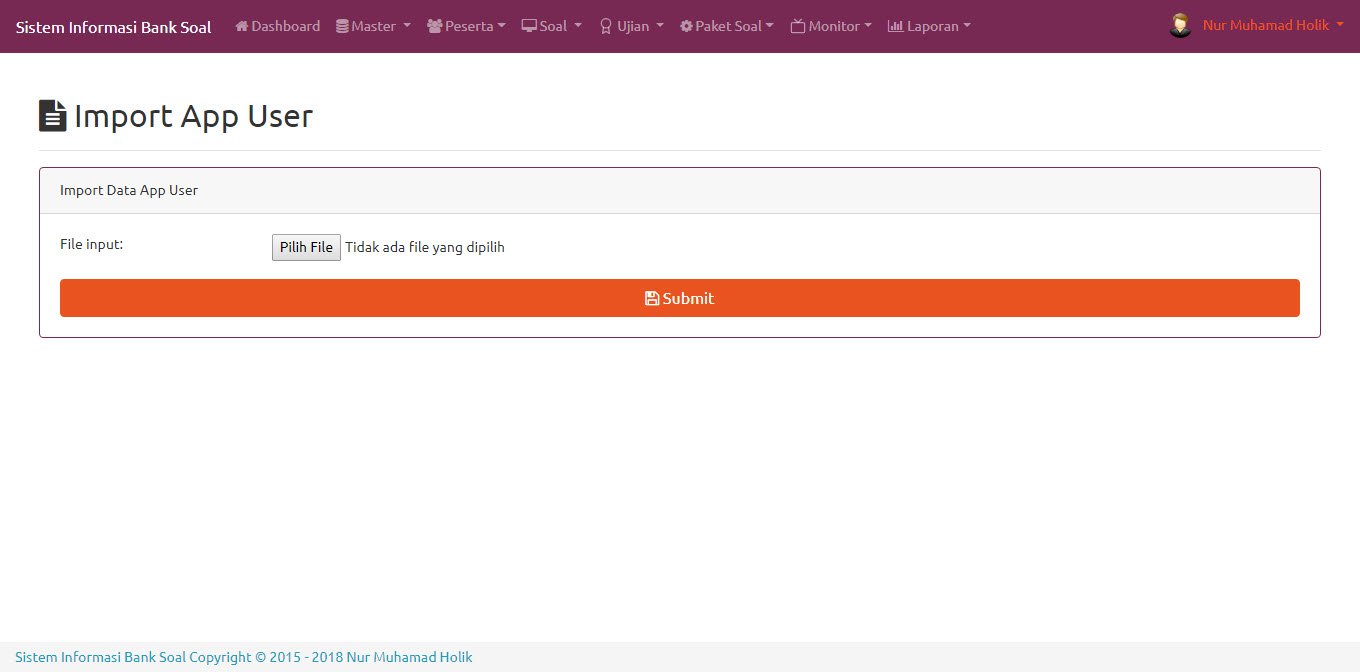 Sistem Informasi Bank Soal Dashboard Master Peserta Soal Ujian Paket Soal Monitor Laporan Nur Muhamad Holik
Import App User
Import Data App User
File input: Pilih File Tidak ada file yang dipilih
Submit
Sistem Informasi Bank Soal Copyright © 2015 - 2018 Nur Muhamad Holik